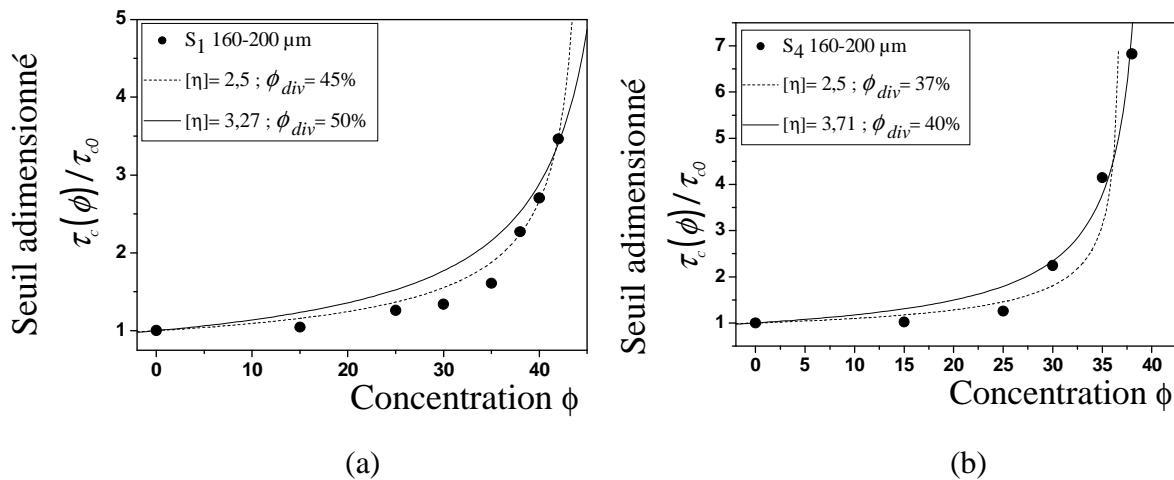 5
4
3
2
1
Seuil adimensionné
τc(ϕ)/τc0
S1 160-200 µm
[η]= 2,5 ; ϕdiv= 45%
[η]= 3,27 ; ϕdiv= 50%
0 10 20 30 40
Concentration ϕ
(a)
7
6
5
4
3
2
1
Seuil adimensionné
τc(ϕ)/τc0
S4 160-200 µm
[η]= 2,5 ; ϕdiv= 37%
[η]= 3,71 ; ϕdiv= 40%
0 5 15 20 25 30 35 40
Concentration ϕ
(b)